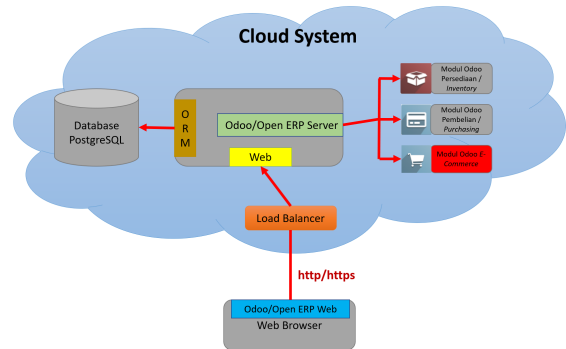 Cloud System
Modul Odoo
Persediaan /
Inventory
Modul Odoo
Pembelian /
Purchasing
Modul Odoo E-
Commerce
Database
PostgreSQL
O
R
M
Odoo/Open ERP Server
Web
Load Balancer
http/https
Odoo/Open ERP Web
Web Browser